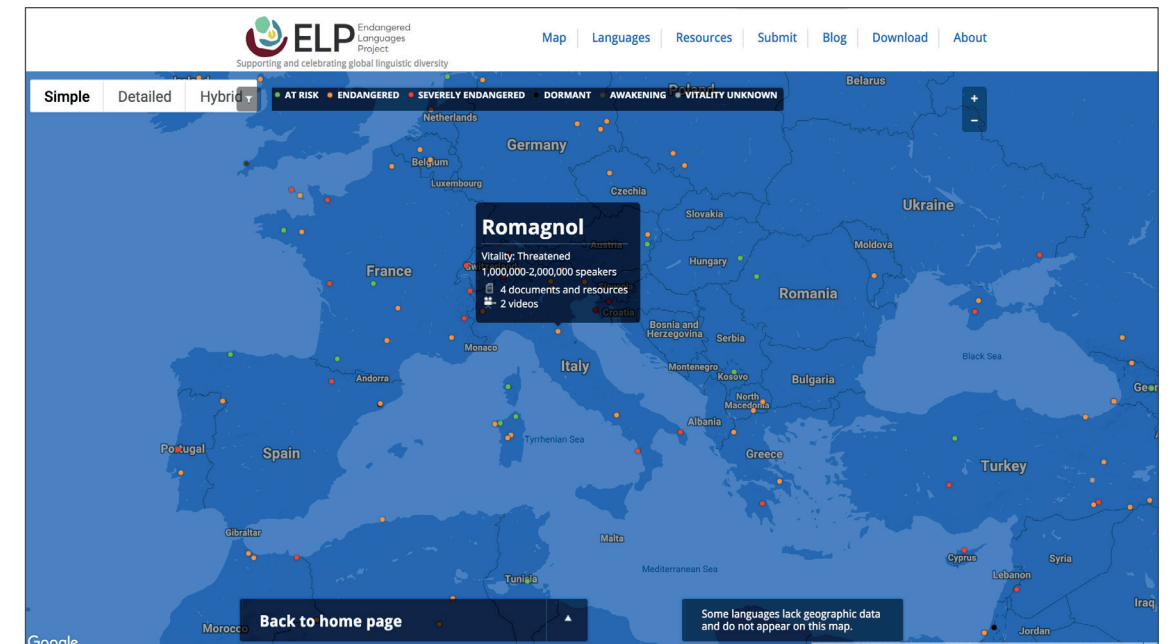 ELP
Endangered
Languages
Project
Supporting and celebrating global linguistic diversity
Map
Languages
Resources
Submit
Blog
Download
About
Simple
Detailed
Hybrid
AT RISK
ENDANGERED
SEVERELY ENDANGERED
DORMANT
AWAKENING
VITALITY UNKNOWN
+
−
Poland
Belarus
Netherlands
Germany
Belgium
Luxembourg
Czechia
Ukraine
Slovakia
Romagnol
Vitality: Threatened
1,000,000-2,000,000 speakers
4 documents and resources
2 videos
Austria
Switzerland
Croatia
Moldova
Hungary
France
Romania
Bosnia and
Herzegovina
Serbia
Monaco
Italy
Montenegro
Kosovo
Bulgaria
Black Sea
Andorra
North
Macedonia
Albania
Portugal
Spain
Tyrrhenian Sea
Greece
Turkey
Gibraltar
Malta
Mediterranean Sea
Tunisia
Cyprus
Syria
Lebanon
Iraq
Morocco
Jordan
Back to home page
Some languages lack geographic data
and do not appear on this map.
Google